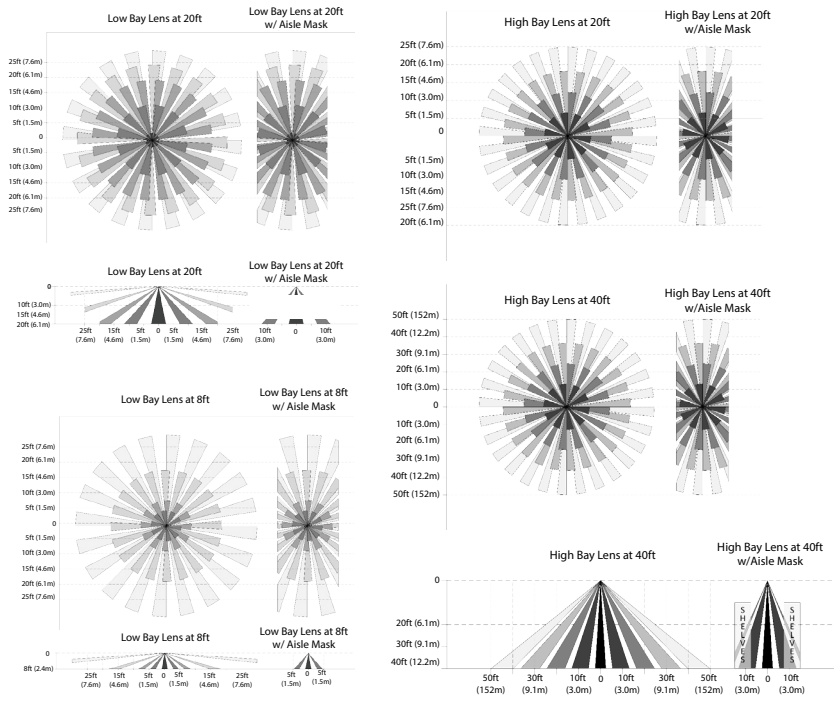 Low Bay Lens at 20ft
Low Bay Lens at 20ft
w/ Aisle Mask
25ft (7.6m)
20ft (6.1m)
15ft (4.6m)
10ft (3.0m)
5ft (1.5m)
0
5ft (1.5m)
10ft (3.0m)
15ft (4.6m)
20ft (6.1m)
25ft (7.6m)
Low Bay Lens at 20ft
Low Bay Lens at 20ft
w/ Aisle Mask
0
10ft (3.0m)
15ft (4.6m)
20ft (6.1m)
25ft 15ft 5ft 0 5ft 15ft 25ft
(7.6m) (4.6m) (1.5m) (1.5m) (4.6m) (7.6m)
10ft 0 10ft
(3.0m) (3.0m)
Low Bay Lens at 8ft
Low Bay Lens at 8ft
w/ Aisle Mask
25ft (7.6m)
20ft (6.1m)
15ft (4.6m)
10ft (3.0m)
5ft (1.5m)
0
5ft (1.5m)
10ft (3.0m)
15ft (4.6m)
20ft (6.1m)
25ft (7.6m)
Low Bay Lens at 8ft
Low Bay Lens at 8ft
w/ Aisle Mask
0
8ft (2.4m)
25ft 15ft 5ft 0 5ft 15ft 25ft
(7.6m) (4.6m) (1.5m) (1.5m) (4.6m) (7.6m)
5ft 0 5ft
(1.5m) (1.5m)
High Bay Lens at 20ft
High Bay Lens at 20ft
w/Aisle Mask
25ft (7.6m)
20ft (6.1m)
15ft (4.6m)
10ft (3.0m)
5ft (1.5m)
0
5ft (1.5m)
10ft (3.0m)
15ft (4.6m)
25ft (7.6m)
20ft (6.1m)
High Bay Lens at 40ft
High Bay Lens at 40ft
w/Aisle Mask
50ft (152m)
40ft (12.2m)
30ft (9.1m)
20ft (6.1m)
10ft (3.0m)
0
10ft (3.0m)
20ft (6.1m)
30ft (9.1m)
40ft (12.2m)
50ft (152m)
High Bay Lens at 40ft
High Bay Lens at 40ft
w/Aisle Mask
0
20ft (6.1m)
30ft (9.1m)
40ft (12.2m)
SHELVES
SHELVES
50ft 30ft 10ft 0 10ft 30ft 50ft
(152m) (9.1m) (3.0m) (3.0m) (9.1m) (152m)
10ft 0 10ft
(3.0m) (3.0m)